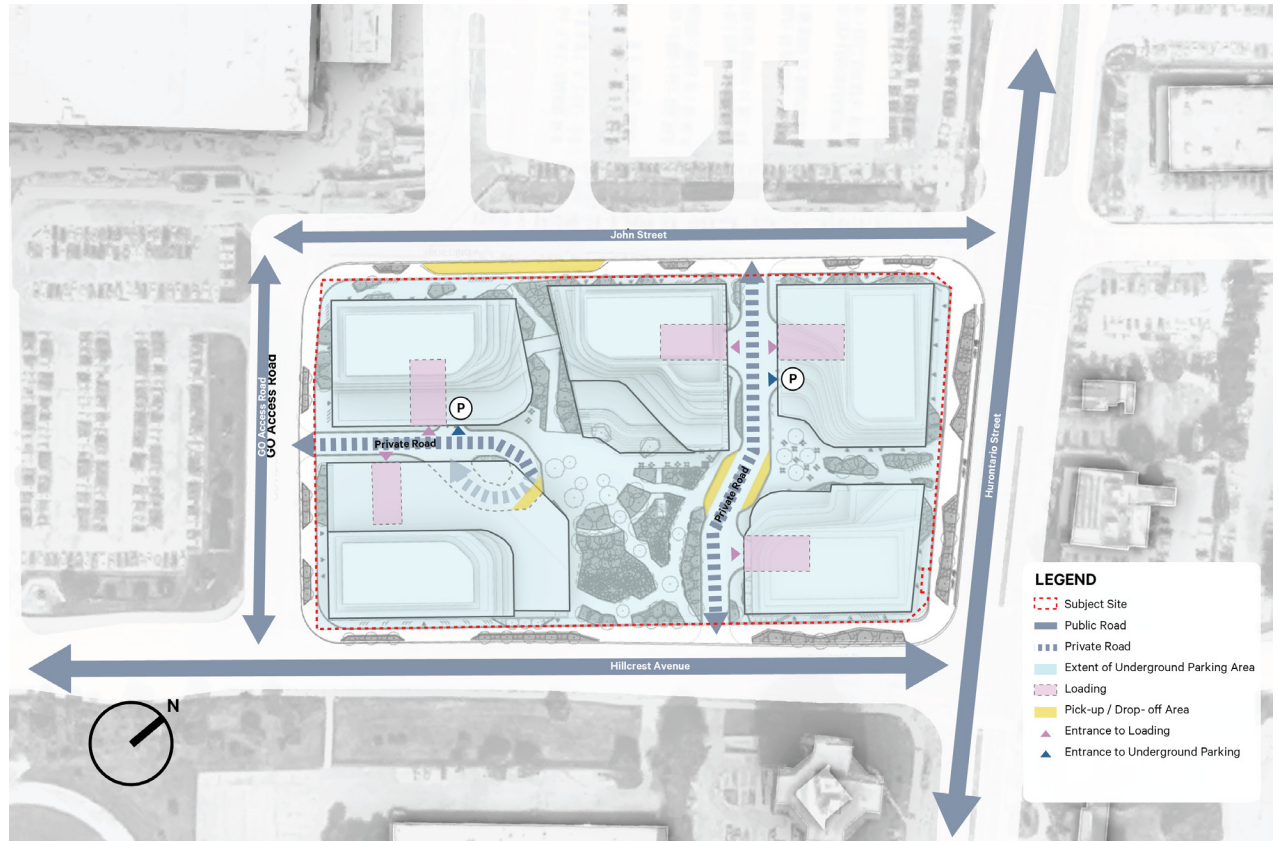 John Street
GO Access Road
GO Access Road
P
P
Private Road
Private Road
Hurontario Street
Hillcrest Avenue
N
LEGEND
Subject Site
Public Road
Private Road
Extent of Underground Parking Area
Loading
Pick-up / Drop- off Area
Entrance to Loading
Entrance to Underground Parking